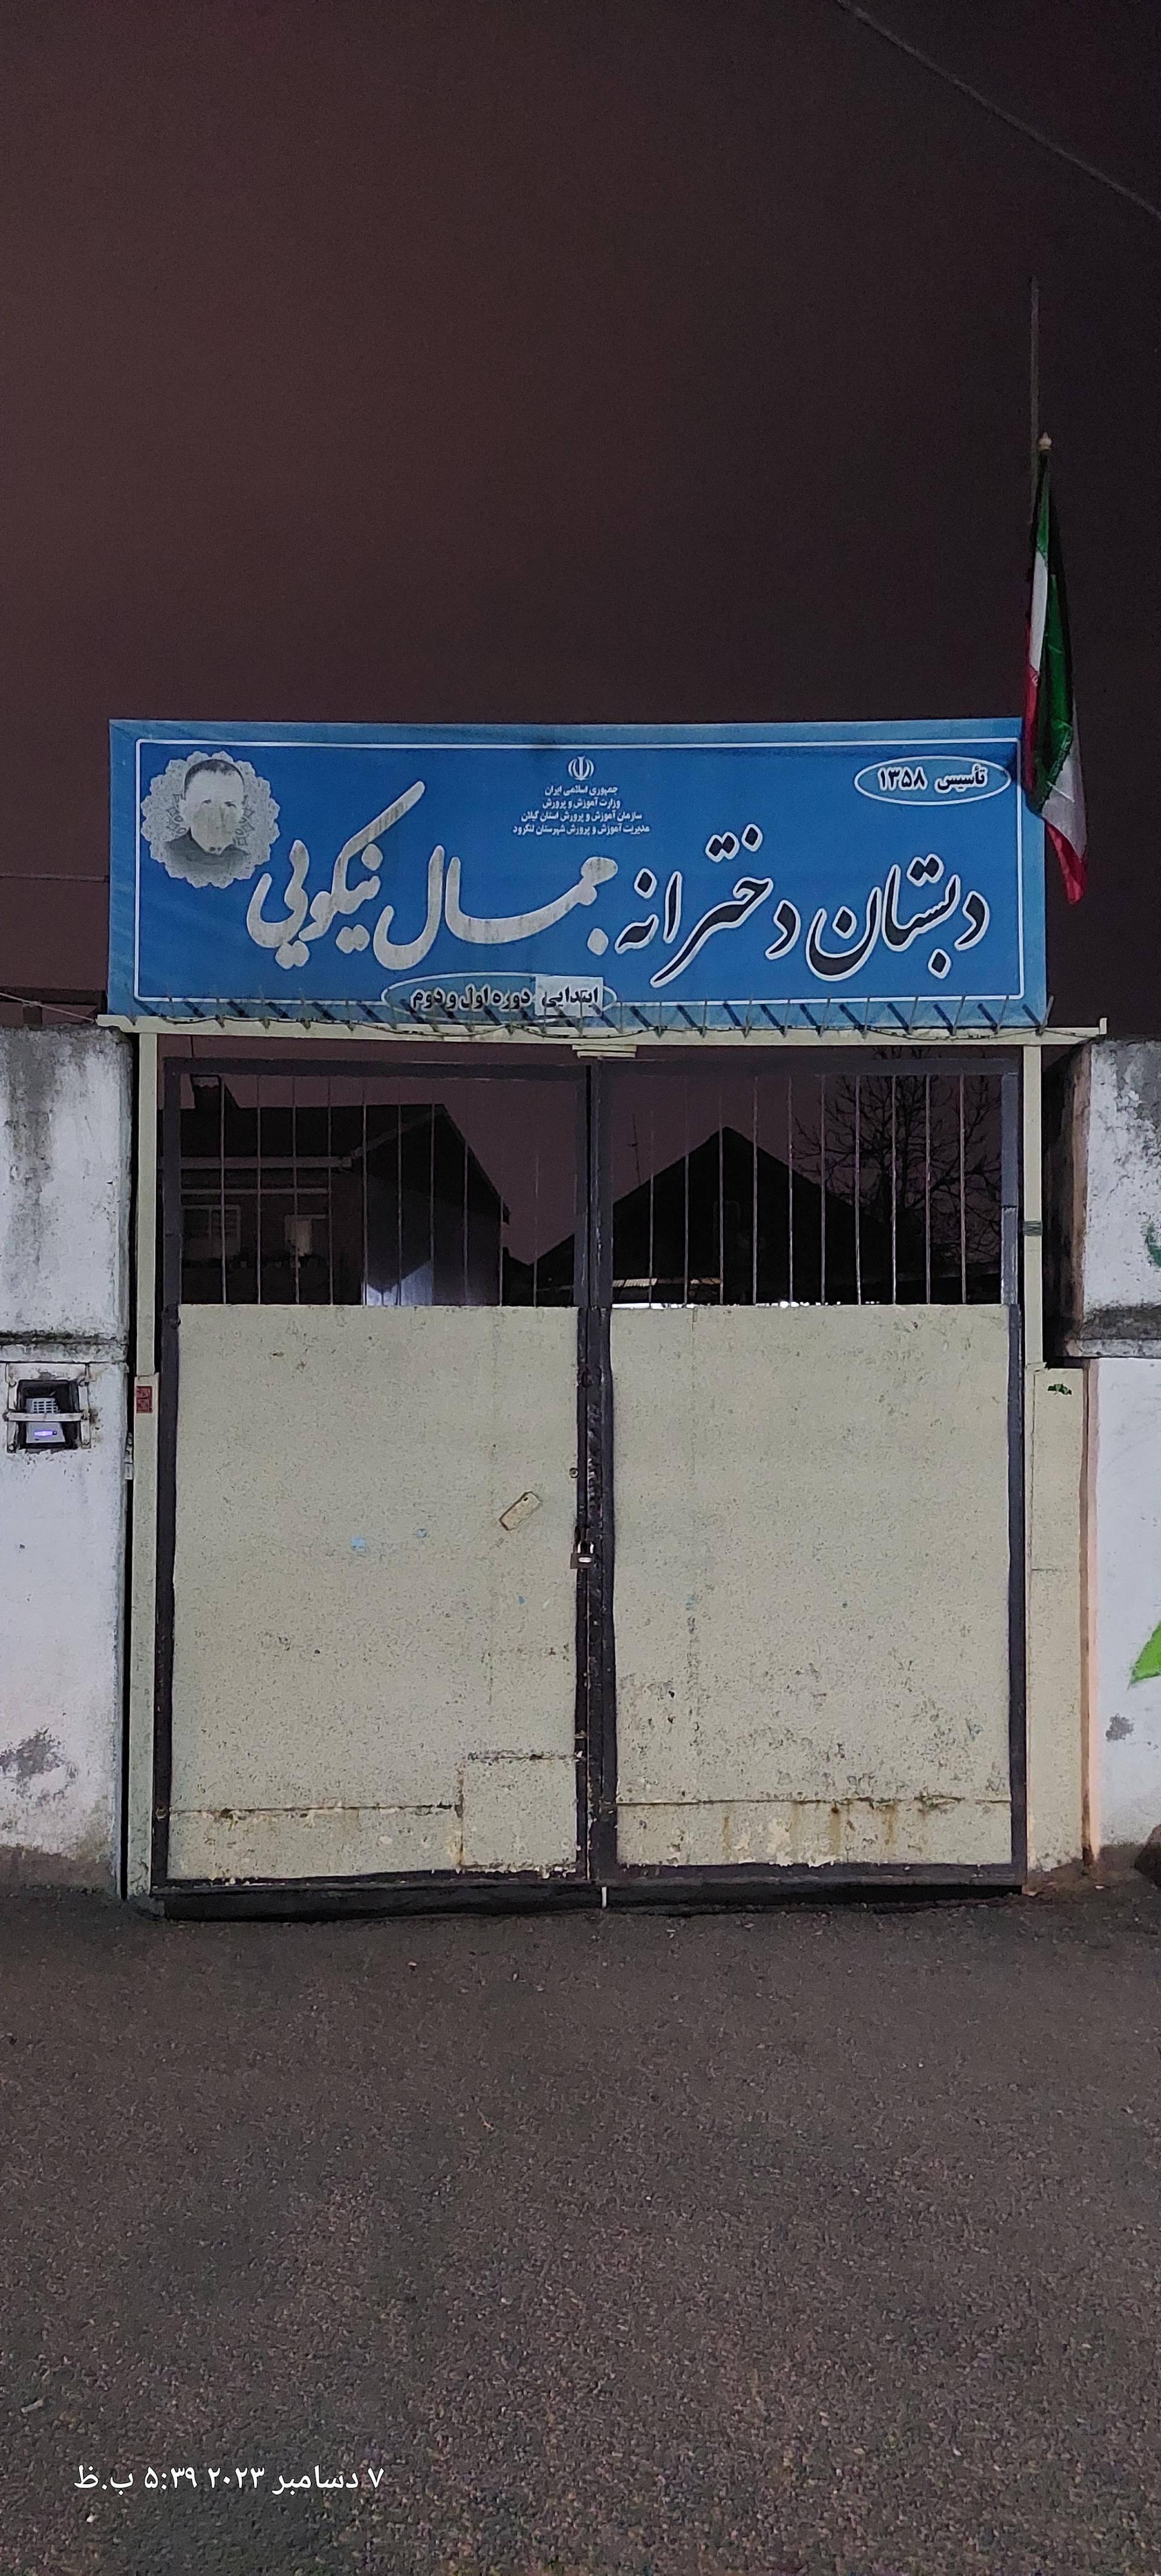 تأسیس ۱۳۵۸
جمهوری اسلامی ایران
وزارت آموزش و پرورش
سازمان آموزش و پرورش استان گیلان
مدیریت آموزش و پرورش شهرستان لنگرود
دبستان دخترانه جمال نیکویی
ابتدایی دوره اول و دوم
۷ دسامبر ۲۰۲۳ ۵:۳۹ ب.ظ